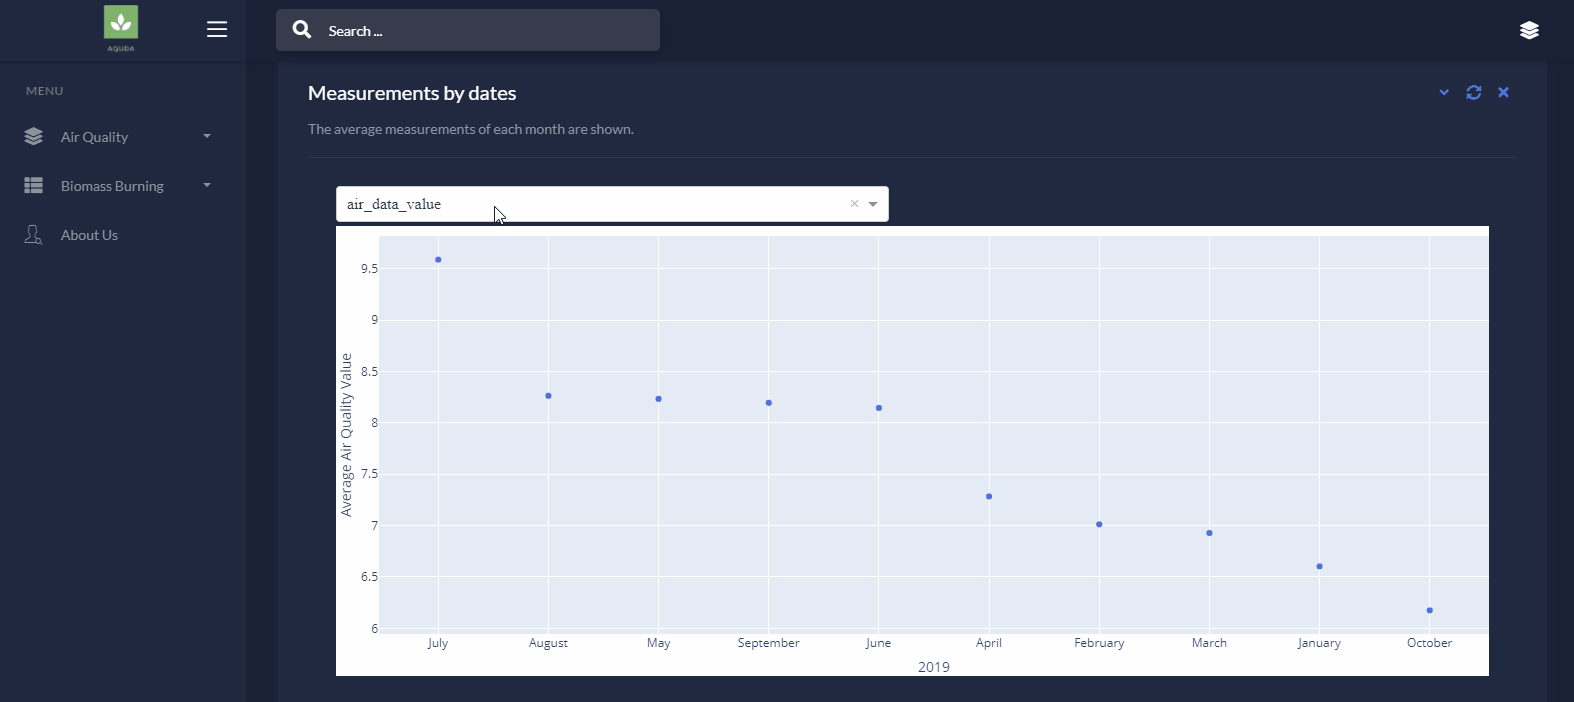 AQUDA
Search ...
MENU
Air Quality
Biomass Burning
About Us
Measurements by dates
The average measurements of each month are shown.
air_data_value
×
Average Air Quality Value
9.5
9
8.5
8
7.5
7
6.5
6
July August May September June April February March January October
2019